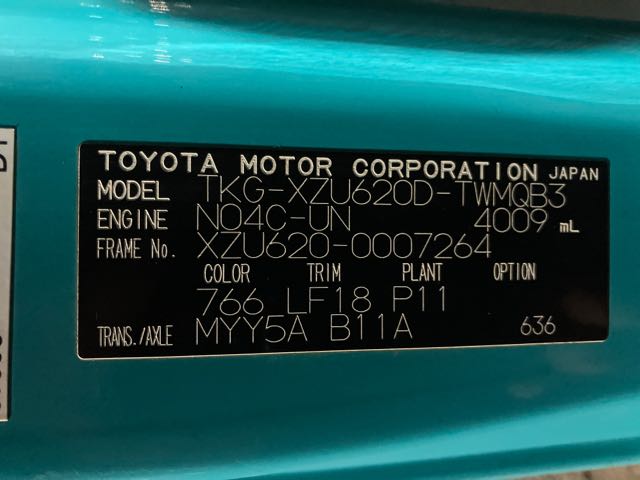 TOYOTA MOTOR CORPORATION JAPAN
MODEL TKG-XZU620D-TWMQB3
ENGINE N04C-UN 4009 mL
FRAME No. XZU620-0007264
COLOR TRIM PLANT OPTION
766 LF18 P11
TRANS./AXLE MYY5A B11A 636